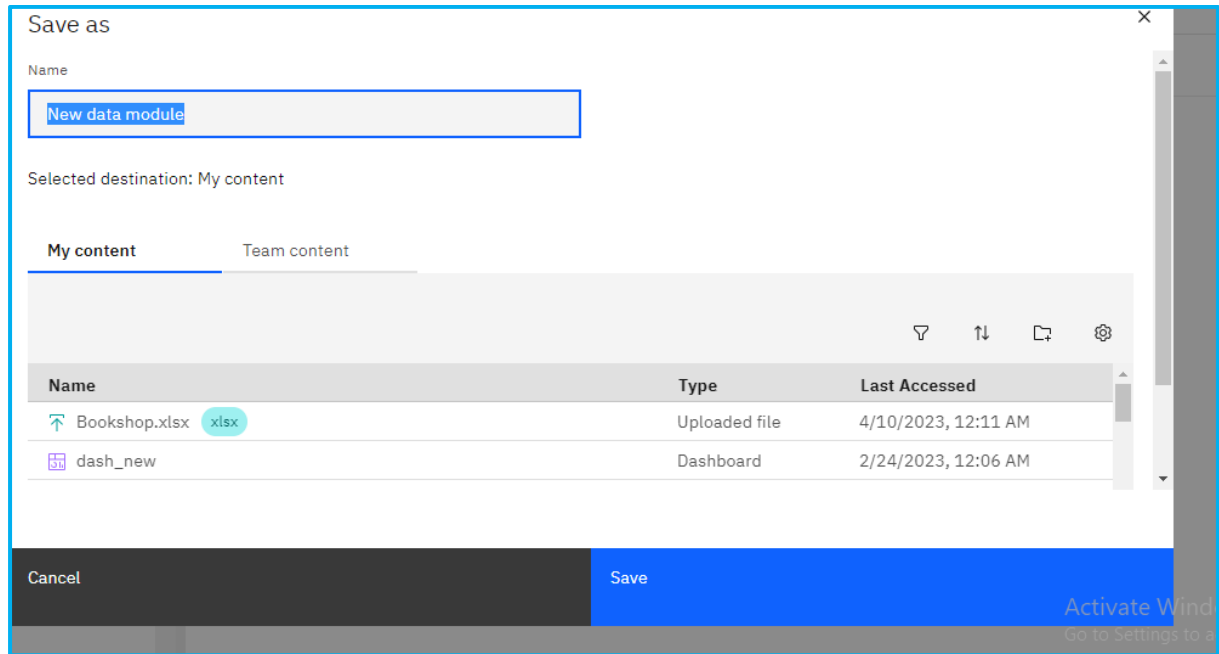 Save as
Name
New data module
Selected destination: My content
My content Team content
Name Type Last Accessed
Bookshop.xlsx xlsx Uploaded file 4/10/2023, 12:11 AM
dash_new Dashboard 2/24/2023, 12:06 AM
Cancel Save
Activate
Go to Settings to